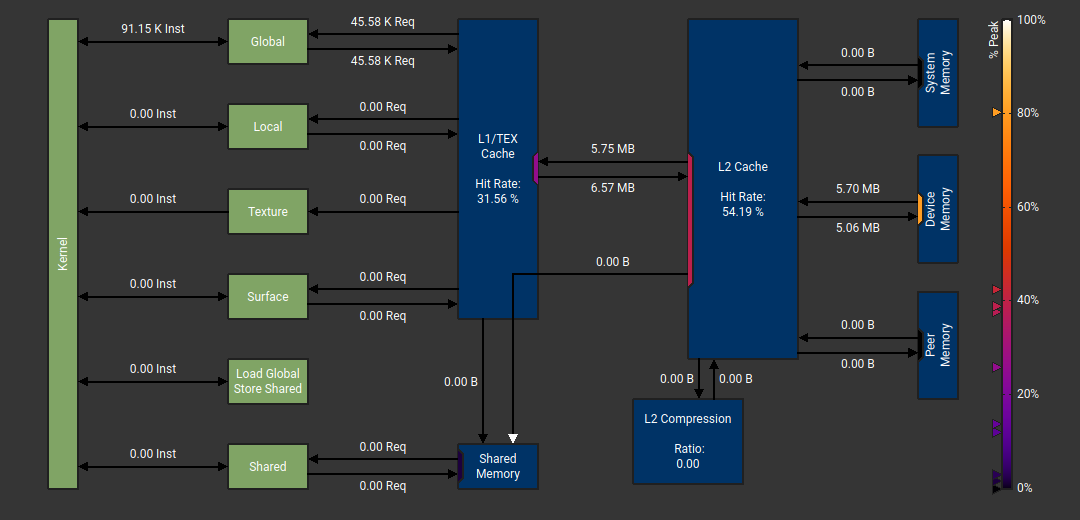 Kernel
91.15 K Inst
Global
45.58 K Req
45.58 K Req
0.00 Inst
Local
0.00 Req
0.00 Req
0.00 Inst
Texture
0.00 Req
0.00 Inst
Surface
0.00 Req
0.00 Req
0.00 Inst
Load Global
Store Shared
0.00 Inst
Shared
0.00 Req
0.00 Req
L1/TEX
Cache
Hit Rate:
31.56 %
0.00 B
Shared
Memory
5.75 MB
6.57 MB
0.00 B
L2 Cache
Hit Rate:
54.19 %
0.00 B
0.00 B
L2 Compression
Ratio:
0.00
0.00 B
0.00 B
System
Memory
5.70 MB
5.06 MB
Device
Memory
0.00 B
0.00 B
Peer
Memory
% Peak
100%
80%
60%
40%
20%
0%